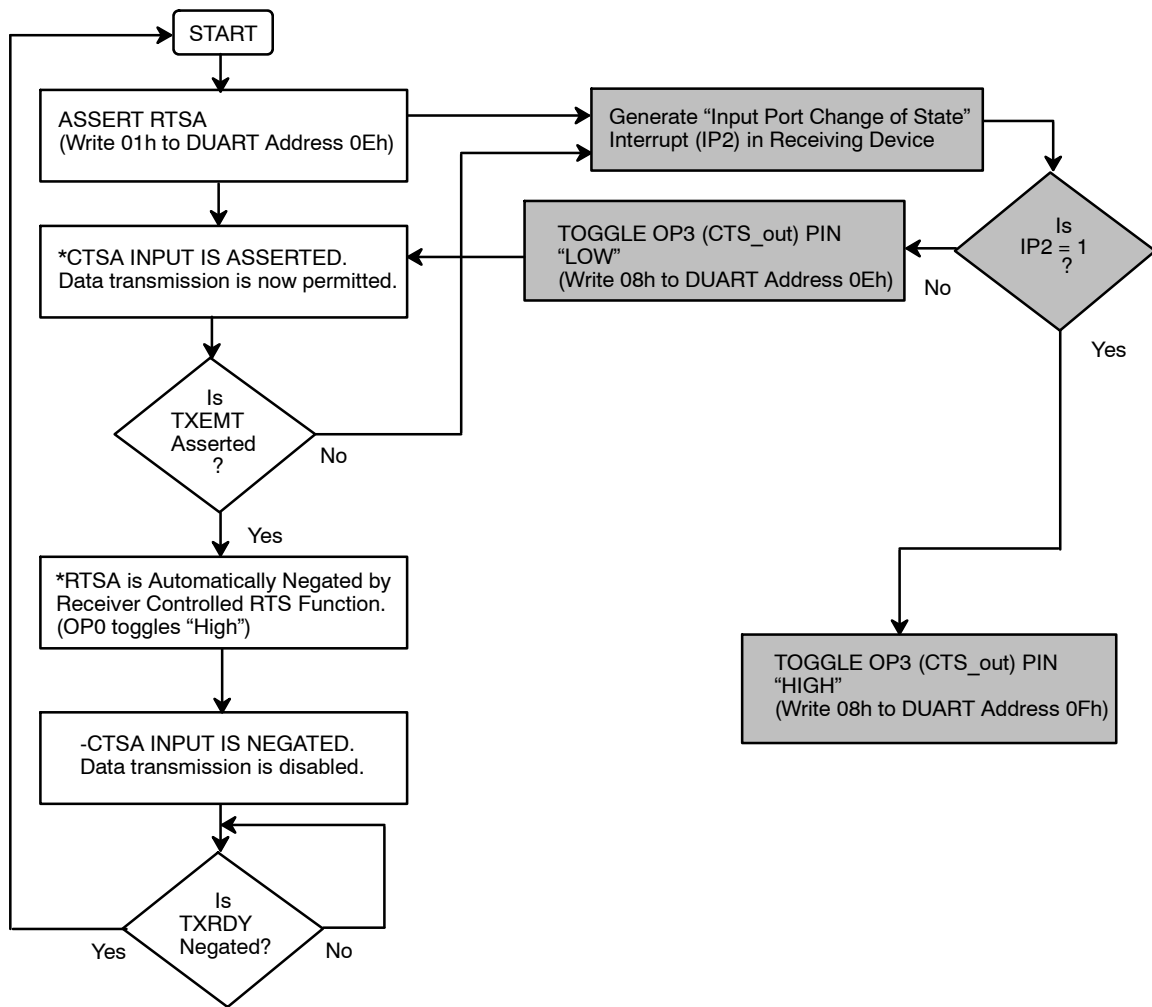 START
ASSERT RTSA
(Write 01h to DUART Address 0Eh)
Generate “Input Port Change of State”
Interrupt (IP2) in Receiving Device
*CTSA INPUT IS ASSERTED.
Data transmission is now permitted.
TOGGLE OP3 (CTS_out) PIN
“LOW”
(Write 08h to DUART Address 0Eh)
Is
IP2 = 1
?
No
Yes
Is
TXEMT
Asserted
?
No
Yes
*RTSA is Automatically Negated by
Receiver Controlled RTS Function.
(OP0 toggles “High”)
TOGGLE OP3 (CTS_out) PIN
“HIGH”
(Write 08h to DUART Address 0Fh)
-CTSA INPUT IS NEGATED.
Data transmission is disabled.
Is
TXRDY
Negated?
Yes
No